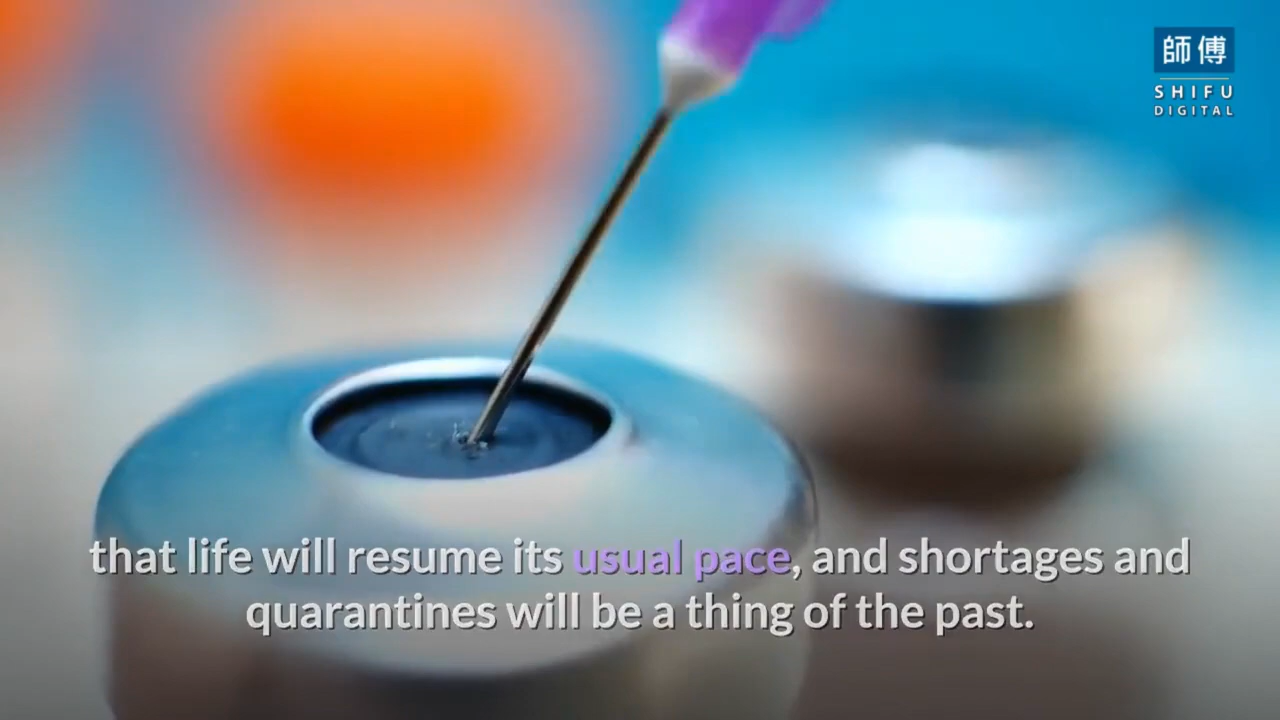 師傅
SHIFU
DIGITAL
that life will resume its usual pace, and shortages and
quarantines will be a thing of the past.